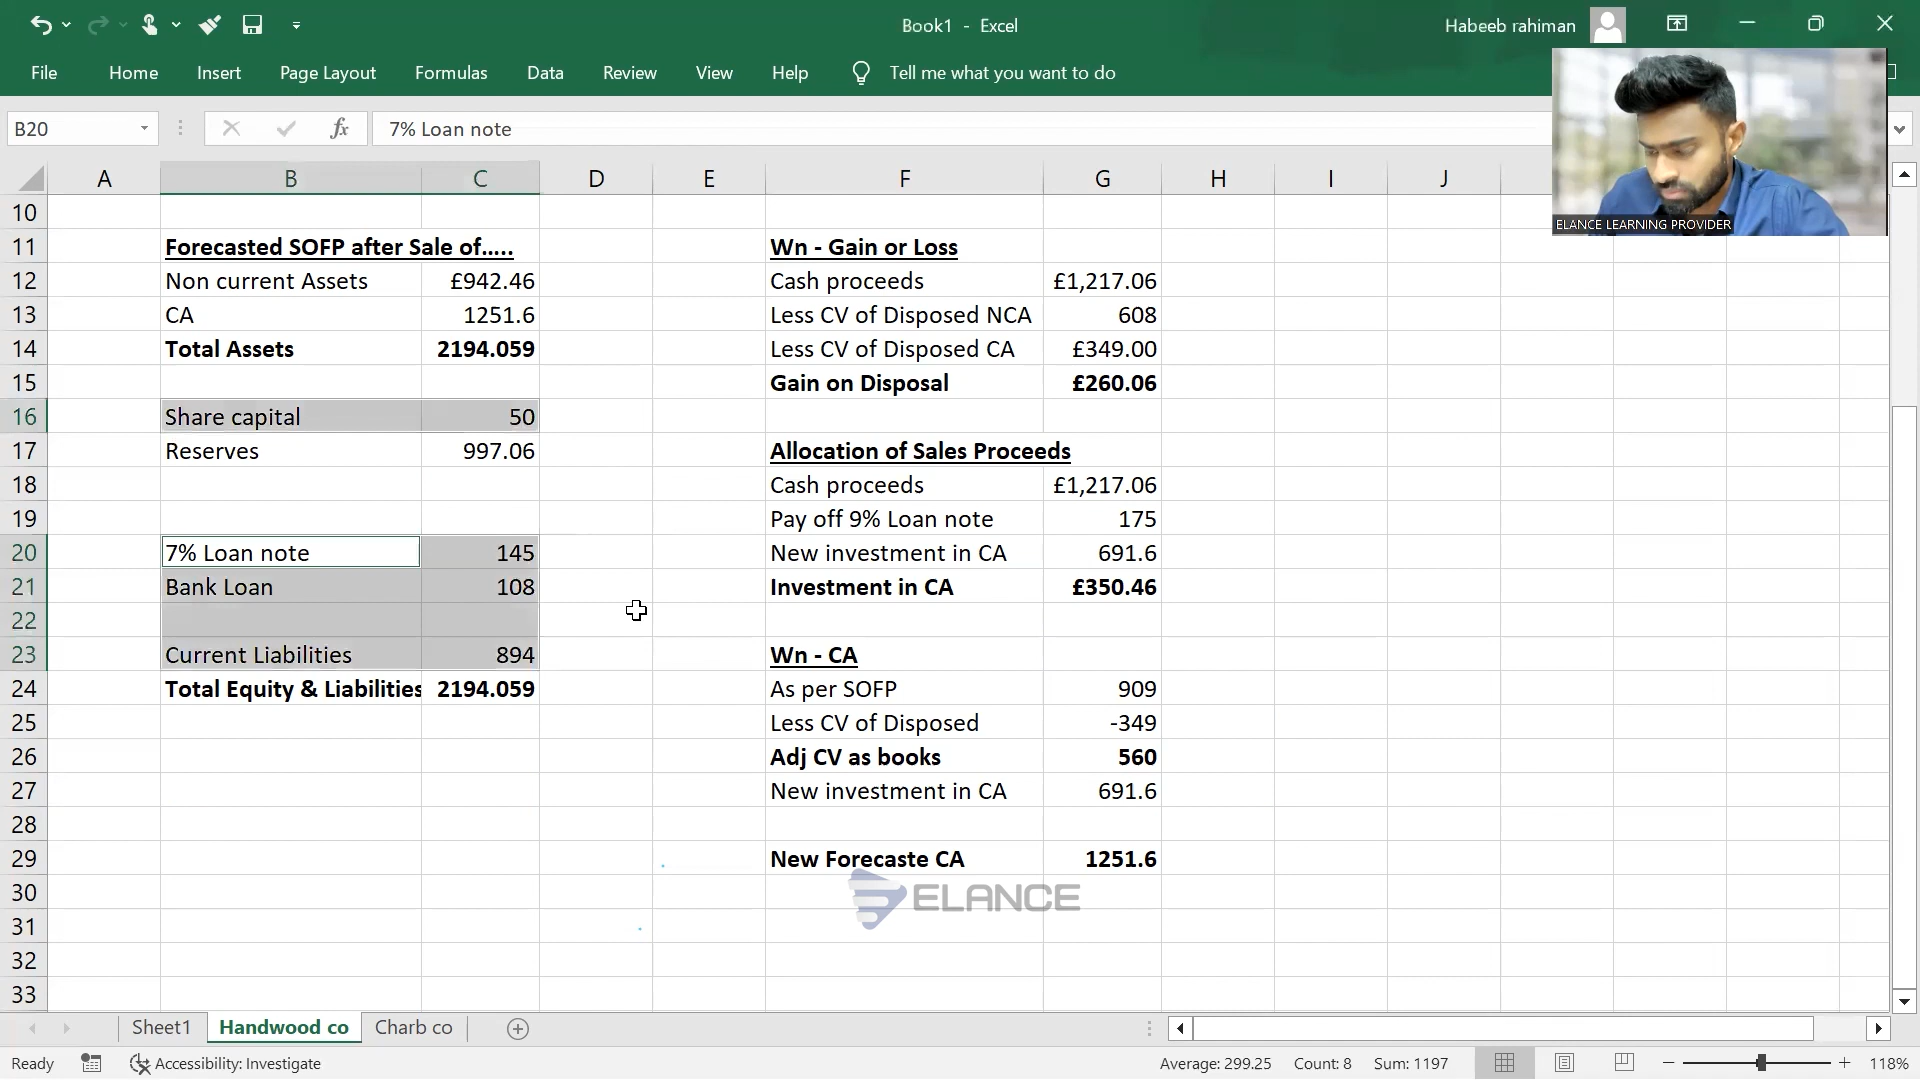 Book1 - Excel
Habeeb rahiman
File Home Insert Page Layout Formulas Data Review View Help Tell me what you want to do
B20 fx 7% Loan note
ELANCE LEARNING PROVIDER
A B C D E F G H I J
10
11 Forecasted SOFP after Sale of..... Wn - Gain or Loss
12 Non current Assets £942.46 Cash proceeds £1,217.06
13 CA 1251.6 Less CV of Disposed NCA 608
14 Total Assets 2194.059 Less CV of Disposed CA £349.00
15 Gain on Disposal £260.06
16 Share capital 50
17 Reserves 997.06 Allocation of Sales Proceeds
18 Cash proceeds £1,217.06
19 Pay off 9% Loan note 175
20 7% Loan note 145 New investment in CA 691.6
21 Bank Loan 108 Investment in CA £350.46
22
23 Current Liabilities 894 Wn - CA
24 Total Equity & Liabilities 2194.059 As per SOFP 909
25 Less CV of Disposed -349
26 Adj CV as books 560
27 New investment in CA 691.6
28
29 New Forecaste CA 1251.6
30
ELANCE
31
32
33
Sheet1 Handwood co Charb co
Ready Accessibility: Investigate Average: 299.25 Count: 8 Sum: 1197 118%